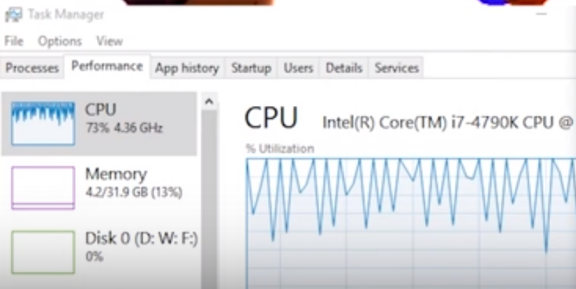 Task Manager
File Options View
Processes Performance App history Startup Users Details Services
CPU
73% 4.36 GHz
Memory
4.2/31.9 GB (13%)
Disk 0 (D: W: F:)
0%
CPU Intel(R) Core(TM) i7-4790K CPU @
% Utilization